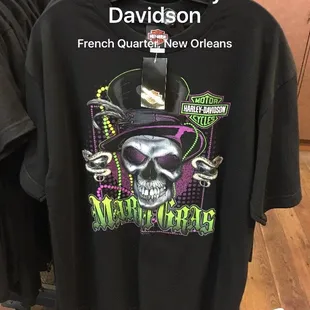 Davidson
French Quarter, New Orleans
MOTOR
HARLEY-DAVIDSON
CYCLES
MARDI GRAS